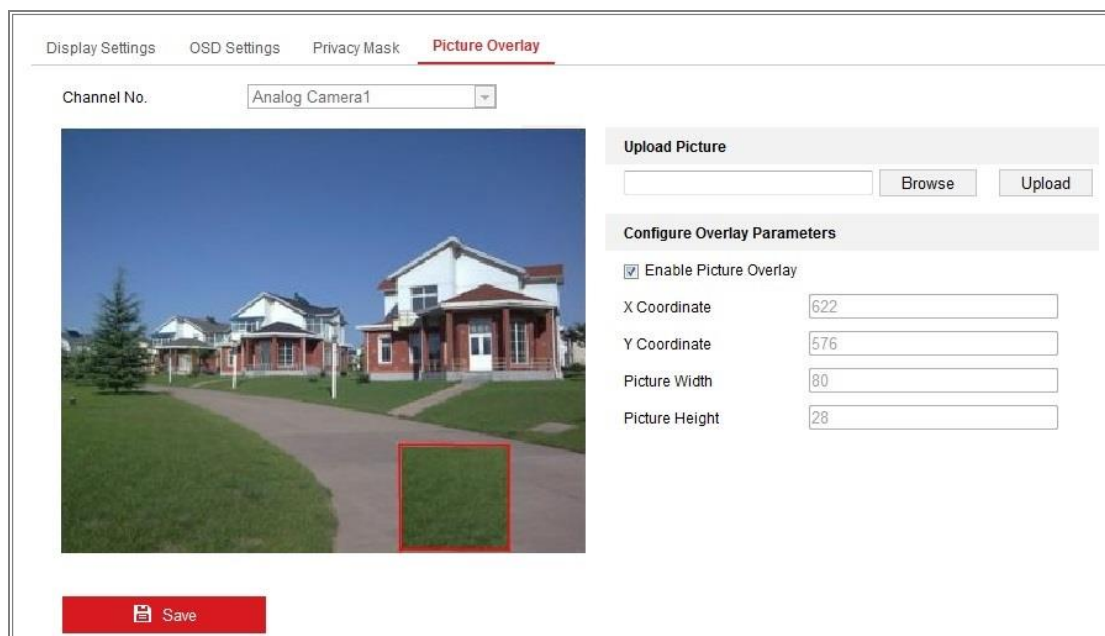 Display Settings OSD Settings Privacy Mask Picture Overlay
Channel No. Analog Camera1
Upload Picture
Browse Upload
Configure Overlay Parameters
Enable Picture Overlay
X Coordinate 622
Y Coordinate 576
Picture Width 80
Picture Height 28
Save